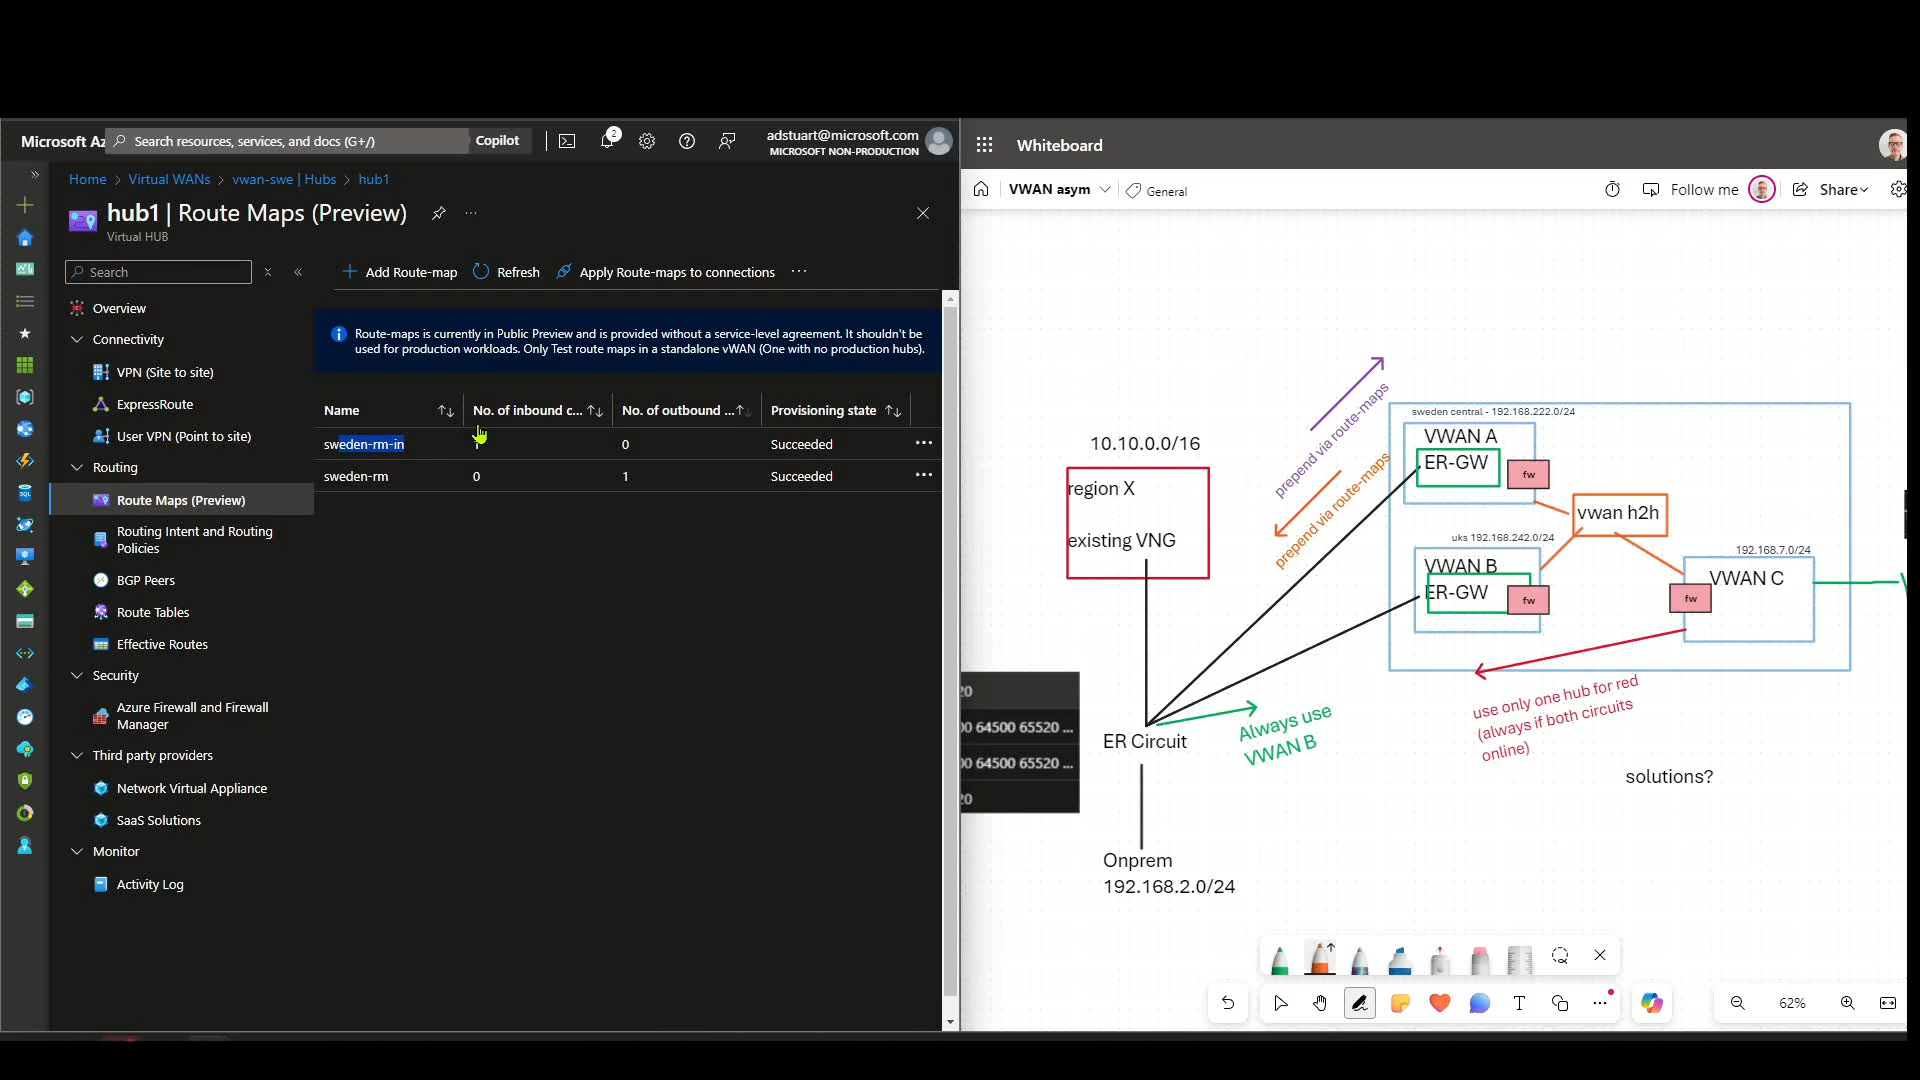 Microsoft Az
Search resources, services, and docs (G+/)
Copilot
2
adstuart@microsoft.com
MICROSOFT NON-PRODUCTION
Home > Virtual WANs > vwan-swe | Hubs > hub1
hub1 | Route Maps (Preview)
Virtual HUB
Search
Add Route-map
Refresh
Apply Route-maps to connections
Overview
Connectivity
VPN (Site to site)
ExpressRoute
User VPN (Point to site)
Routing
Route Maps (Preview)
Routing Intent and Routing
Policies
BGP Peers
Route Tables
Effective Routes
Security
Azure Firewall and Firewall
Manager
Third party providers
Network Virtual Appliance
SaaS Solutions
Monitor
Activity Log
Route-maps is currently in Public Preview and is provided without a service-level agreement. It shouldn't be
used for production workloads. Only Test route maps in a standalone vWAN (One with no production hubs).
Name No. of inbound c... No. of outbound ... Provisioning state
sweden-rm-in 0 Succeeded
sweden-rm 0 1 Succeeded
Whiteboard
VWAN asym
General
Follow me
Share
prepend via route-maps
prepend via route-maps
10.10.0.0/16
region X
existing VNG
sweden central - 192.168.222.0/24
VWAN A
ER-GW
fw
vwan h2h
uks 192.168.242.0/24
VWAN B
ER-GW
fw
192.168.7.0/24
VWAN C
fw
use only one hub for red
(always if both circuits
online)
Always use
VWAN B
ER Circuit
solutions?
20
00 64500 65520 ...
00 64500 65520 ...
20
Onprem
192.168.2.0/24
62%